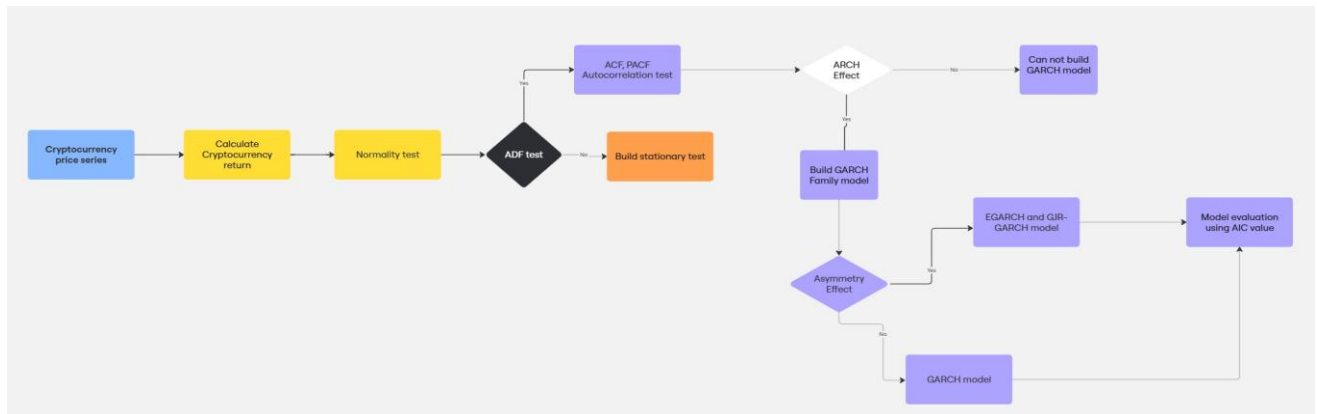 ACF, PACF
Autocorrelation test
ARCH
Effect
No
Can not build
GARCH model
Yes
Yes
Cryptocurrency
price series
Calculate
Cryptocurrency
return
Normality test
ADF test
No
Build stationary test
Build GARCH
Family model
EGARCH and GJR-
GARCH model
Model evaluation
using AIC value
Asymmetry
Effect
Yes
No
GARCH model